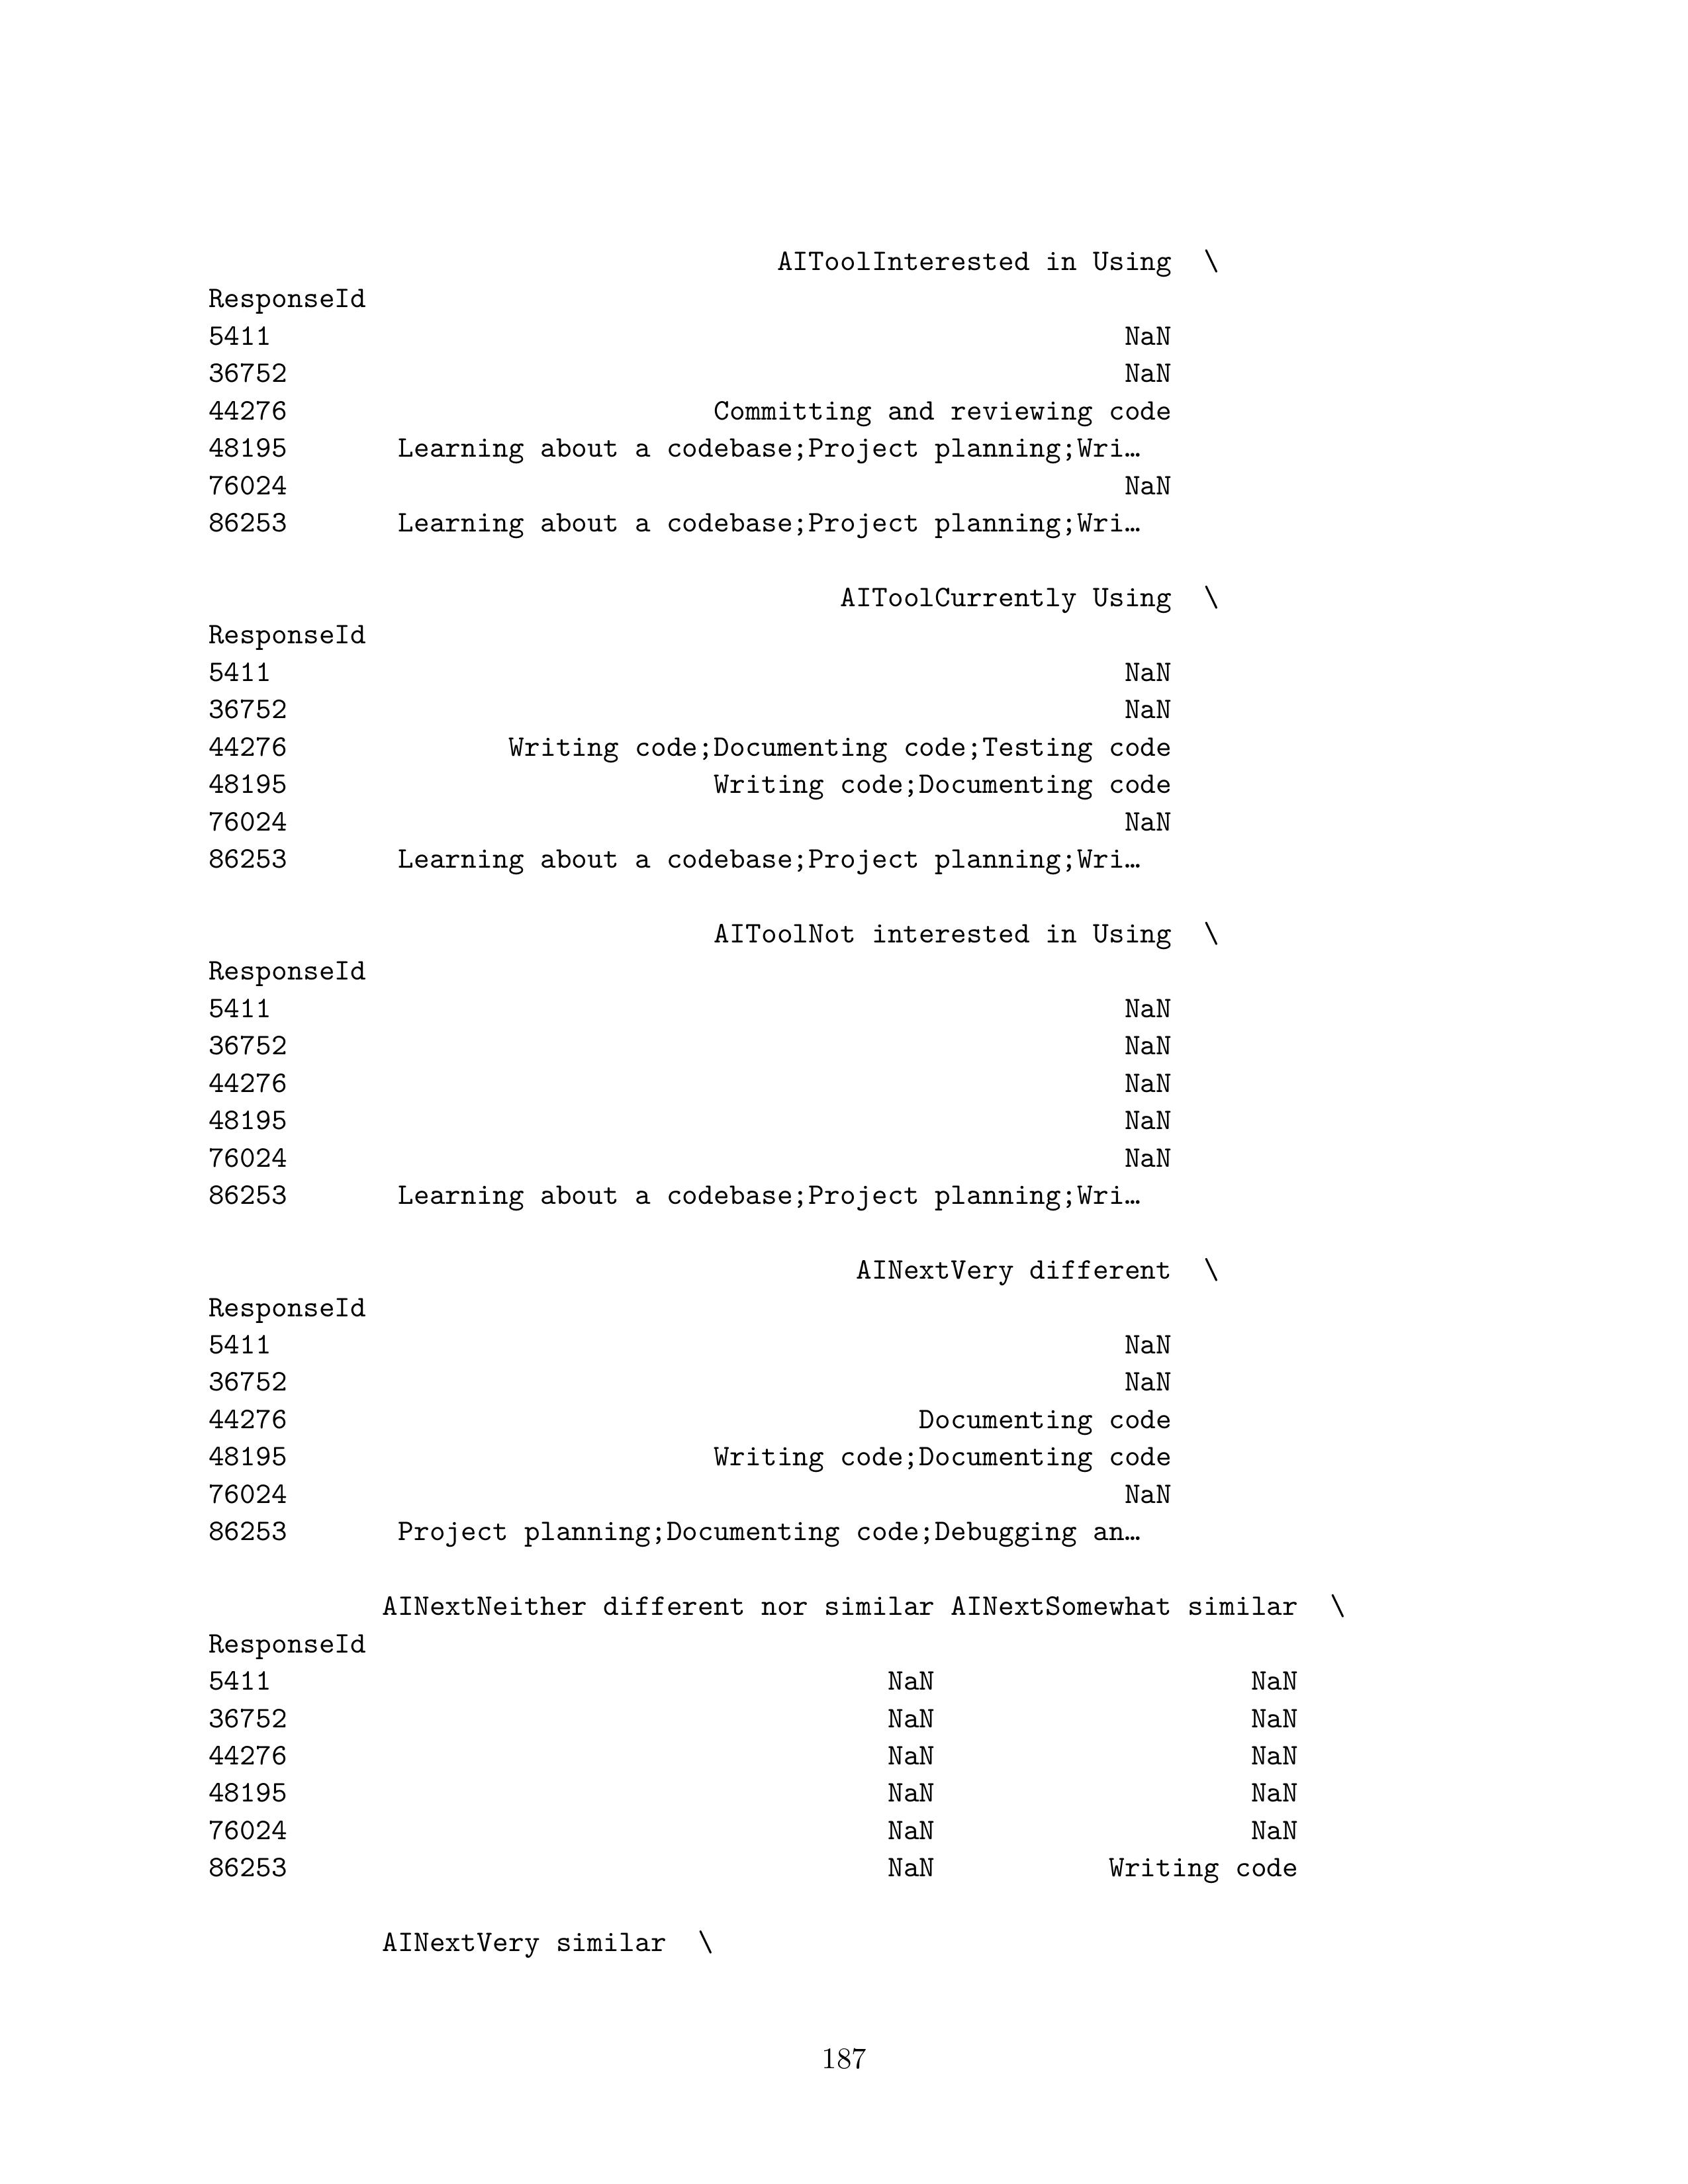 AIToolInterested in Using \
ResponseId
5411 NaN
36752 NaN
44276 Committing and reviewing code
48195 Learning about a codebase;Project planning;Wri…
76024 NaN
86253 Learning about a codebase;Project planning;Wri…
AIToolCurrently Using \
ResponseId
5411 NaN
36752 NaN
44276 Writing code;Documenting code;Testing code
48195 Writing code;Documenting code
76024 NaN
86253 Learning about a codebase;Project planning;Wri…
AIToolNot interested in Using \
ResponseId
5411 NaN
36752 NaN
44276 NaN
48195 NaN
76024 NaN
86253 Learning about a codebase;Project planning;Wri…
AINextVery different \
ResponseId
5411 NaN
36752 NaN
44276 Documenting code
48195 Writing code;Documenting code
76024 NaN
86253 Project planning;Documenting code;Debugging an…
AINextNeither different nor similar AINextSomewhat similar \
ResponseId
5411 NaN NaN
36752 NaN NaN
44276 NaN NaN
48195 NaN NaN
76024 NaN NaN
86253 NaN Writing code
AINextVery similar \
187